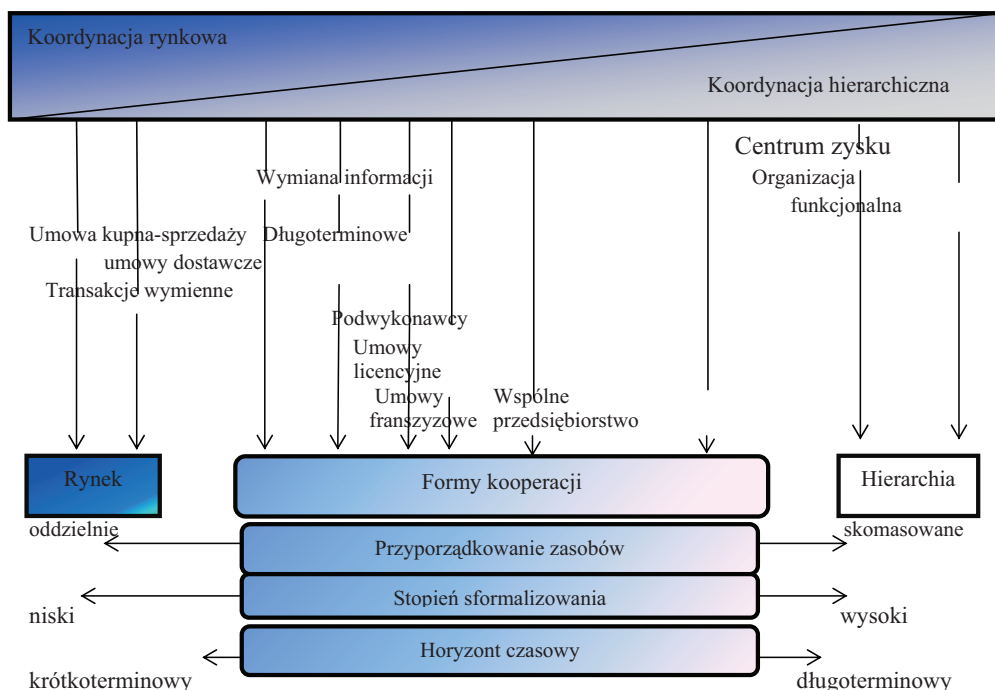 Koordynacja rynkowa
Koordynacja hierarchiczna
Centrum zysku
Wymiana informacji
Organizacja
funkcjonalna
Umowa kupna-sprzedaży
Długoterminowe
umowy dostawcze
Transakcje wymienne
Podwykonawcy
Umowy
licencyjne
Umowy
franszyzowe
Wspólne
przedsiębiorstwo
Rynek
Formy kooperacji
Hierarchia
oddzielnie
skomasowane
Przyporządkowanie zasobów
Stopień sformalizowania
niski
wysoki
Horyzont czasowy
krótkoterminowy
długoterminowy